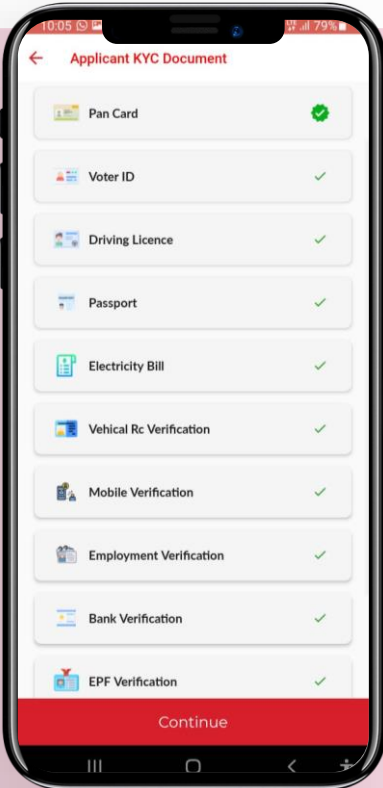 10:05 79%
Applicant KYC Document
Pan Card
Voter ID
Driving Licence
Passport
Electricity Bill
Vehical Rc Verification
Mobile Verification
Employment Verification
Bank Verification
EPF Verification
Continue